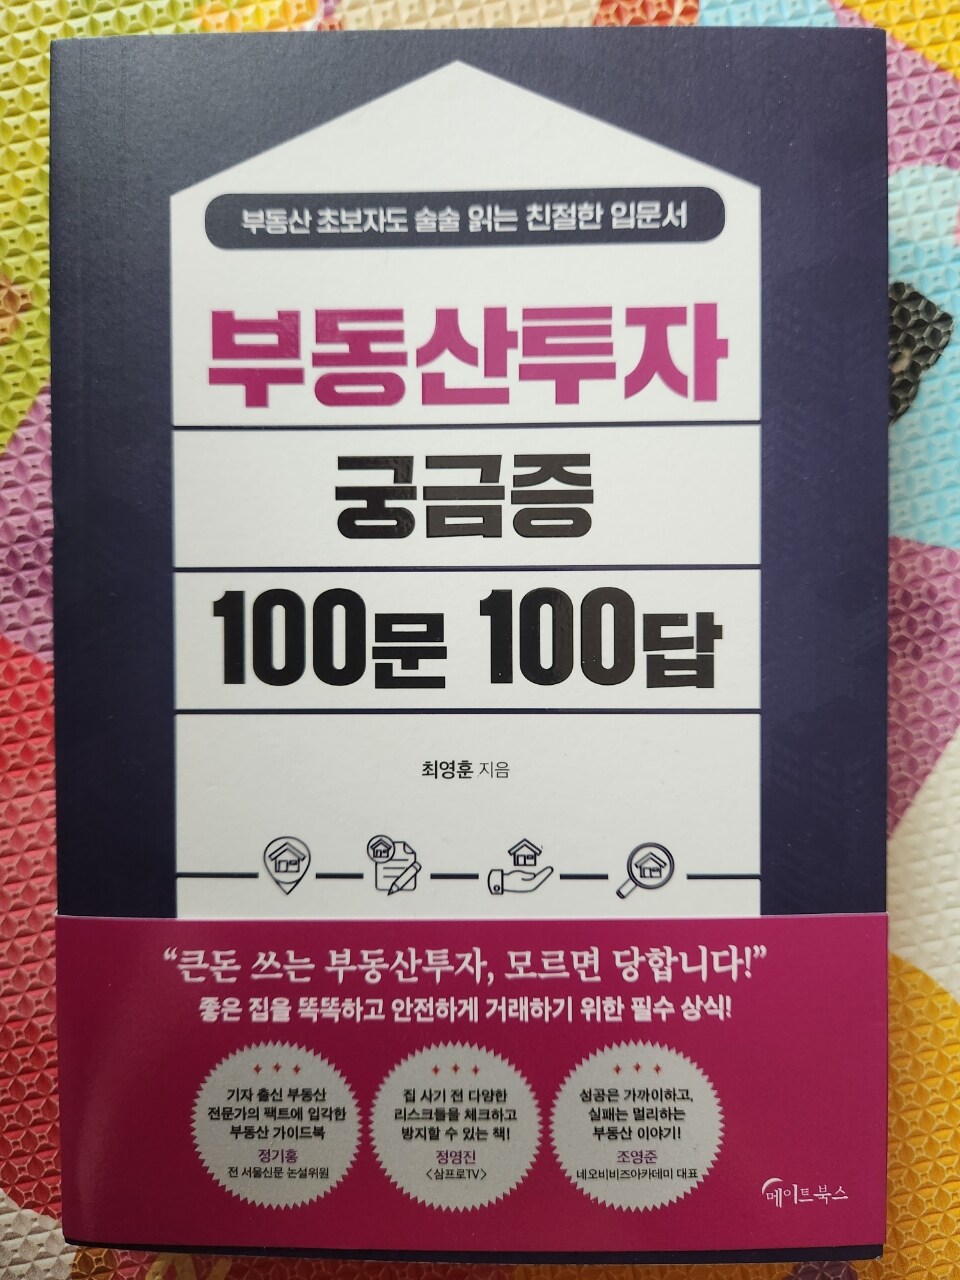 부동산 초보자도 술술 읽는 친절한 입문서
부동산투자
궁금증
100문 100답
최영훈 지음
“큰돈 쓰는 부동산투자, 모르면 당합니다!”
좋은 집을 똑똑하고 안전하게 거래하기 위한 필수 상식!
기자 출신 부동산
전문가의 팩트에 입각한
부동산 가이드북
정기홍
전 서울신문 논설위원
집 사기 전 다양한
리스크들을 체크하고
방지할 수 있는 책!
정영진
<삼프로TV>
성공은 가까이하고,
실패는 멀리하는
부동산 이야기!
조영준
네오비비즈아카데미 대표
메이트북스